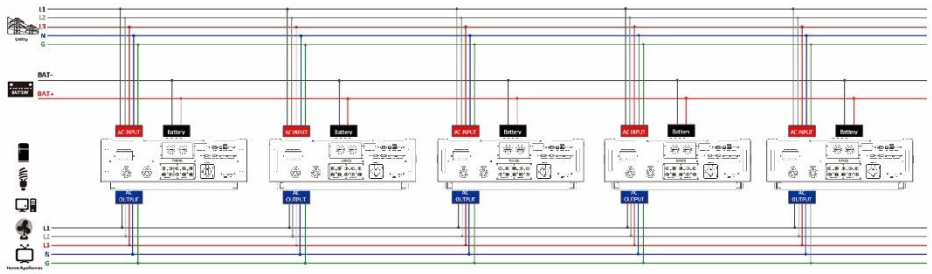 L1
L2
L3
N
G
Utility
BAT-
BAT+
BATTERY
AC INPUT Battery AC INPUT Battery AC INPUT Battery AC INPUT Battery AC INPUT Battery
AC OUTPUT AC OUTPUT AC OUTPUT AC OUTPUT AC OUTPUT
L1
L2
L3
N
G
Home Appliances